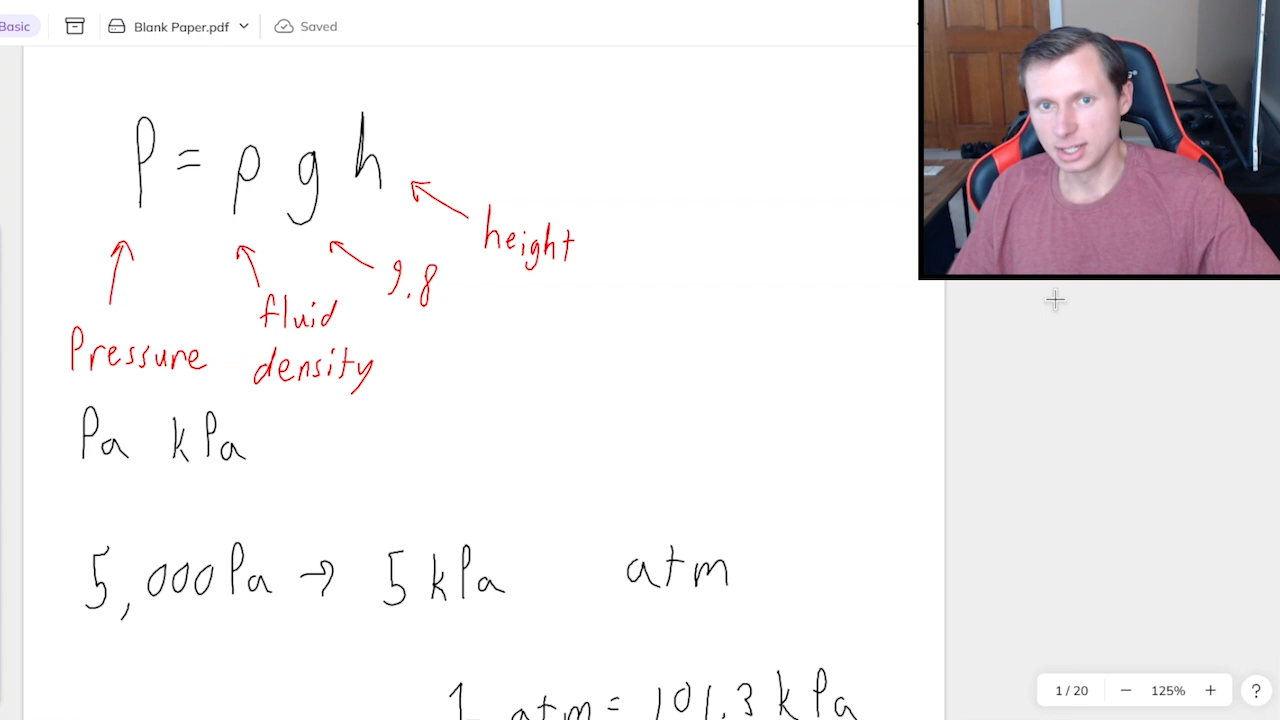 Basic
Blank Paper.pdf
Saved
P = ρ g h
height
9.8
fluid
density
Pressure
Pa kPa
5,000Pa → 5 kPa
atm
1 atm = 101.3 kPa
1 / 20 − 125% + ?